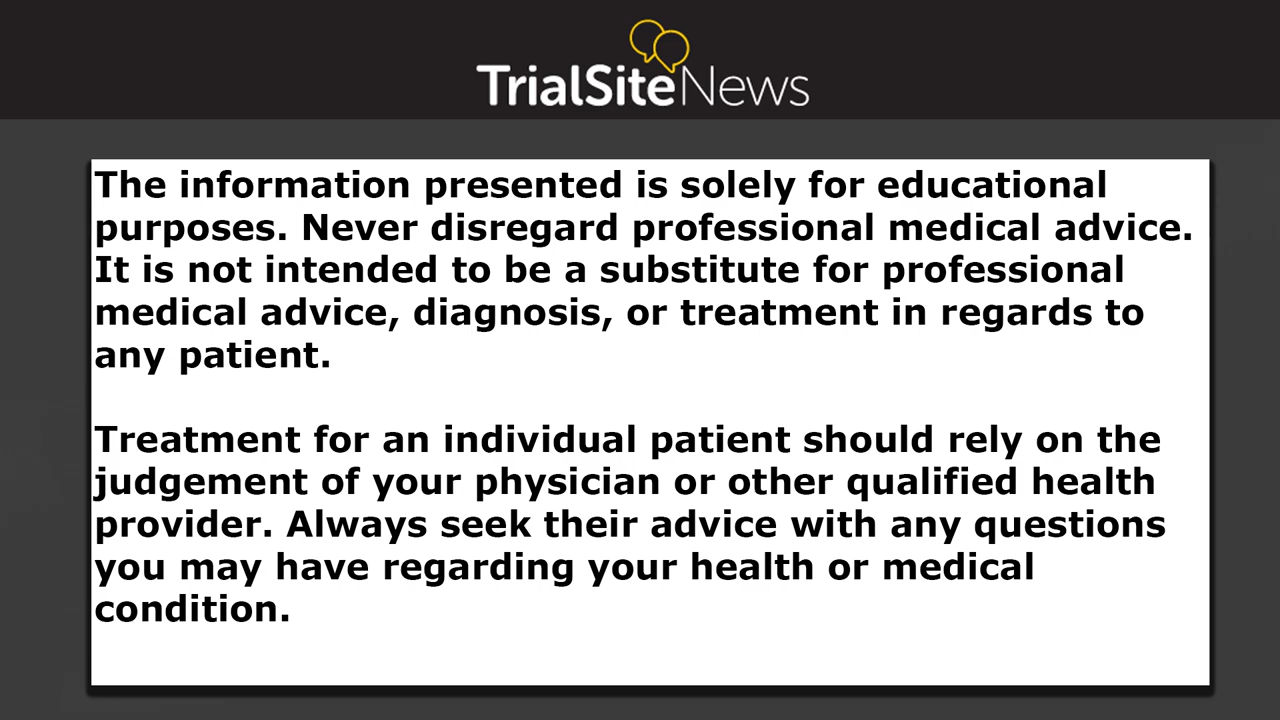 TrialSiteNews
The information presented is solely for educational
purposes. Never disregard professional medical advice.
It is not intended to be a substitute for professional
medical advice, diagnosis, or treatment in regards to
any patient.
Treatment for an individual patient should rely on the
judgement of your physician or other qualified health
provider. Always seek their advice with any questions
you may have regarding your health or medical
condition.